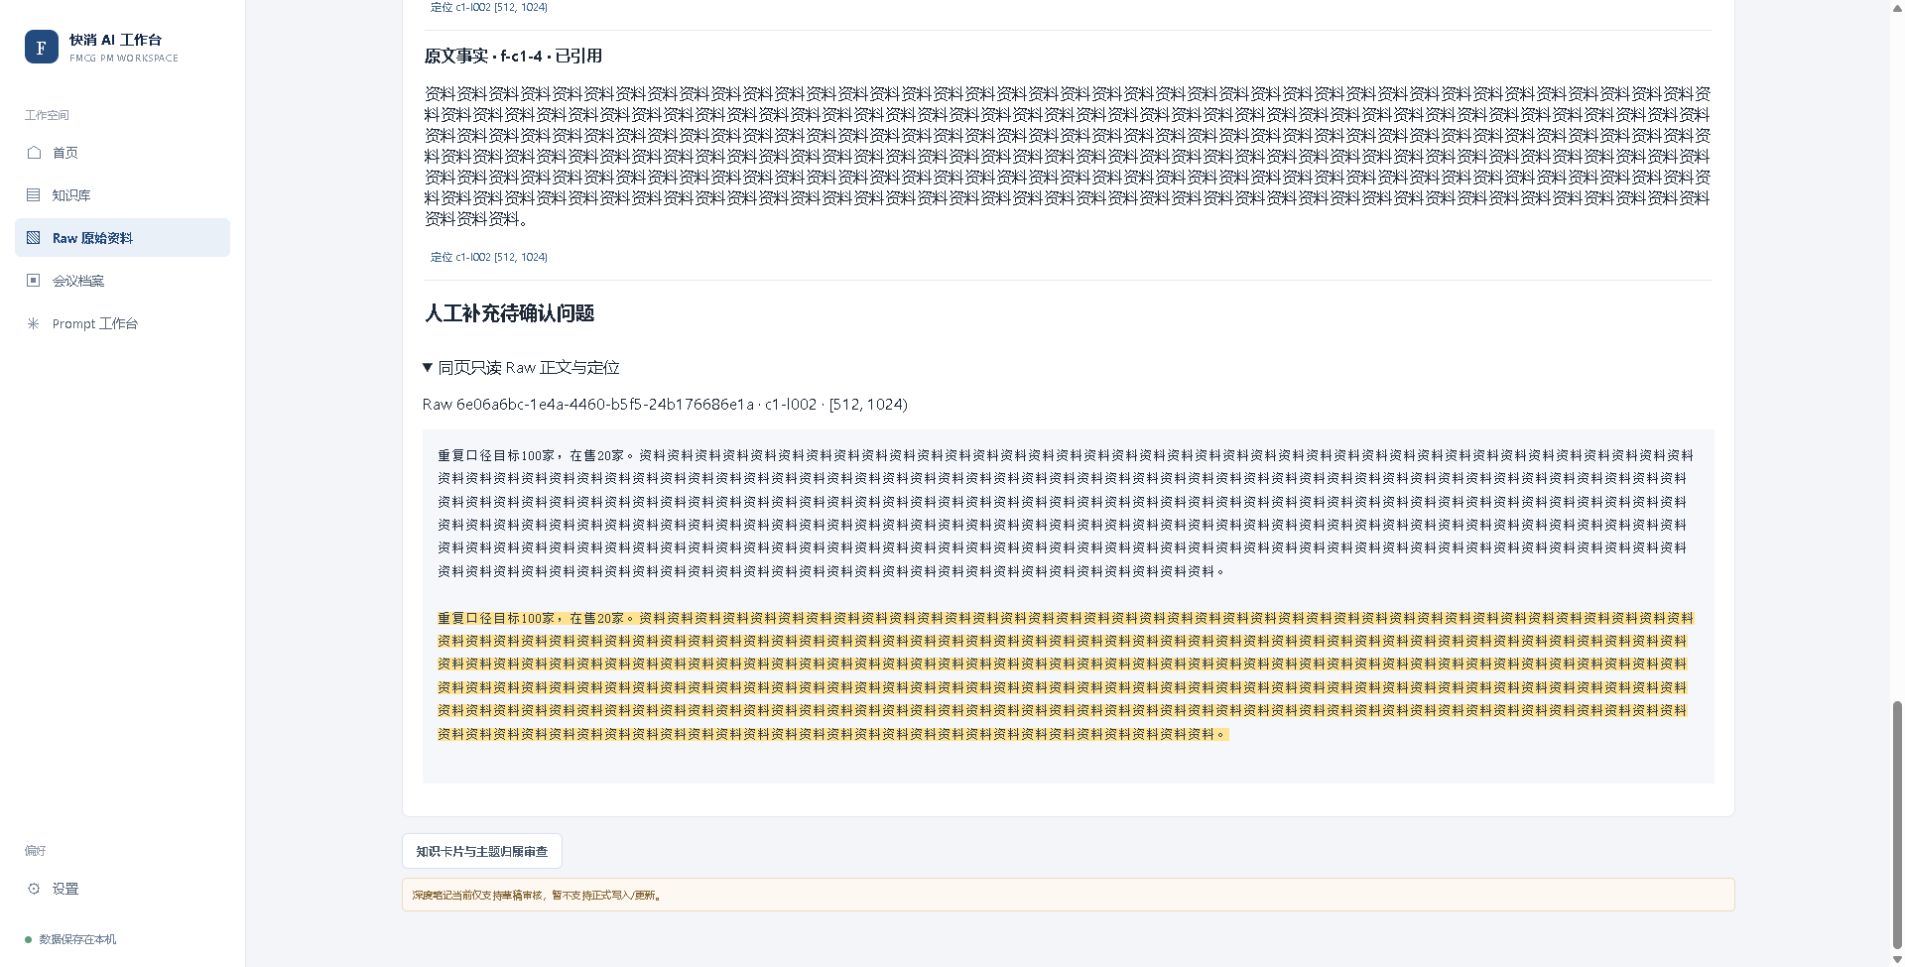 定位 c1-l002 [512, 1024)
快消 AI 工作台
F
FMCG PM WORKSPACE
工作空间
首页
知识库
Raw 原始资料
会议档案
Prompt 工作台
偏好
设置
数据保存在本机
原文事实 · f-c1-4 · 已引用
资料资料资料资料资料资料资料资料资料资料资料资料资料资料资料资料资料资料资料资料资料资料资料资料资料资料资料资料资料资料资料资料资料资料资料资料资料资料资料资料资
料资料资料资料资料资料资料资料资料资料资料资料资料资料资料资料资料资料资料资料资料资料资料资料资料资料资料资料资料资料资料资料资料资料资料资料资料资料资料资料资料
资料资料资料资料资料资料资料资料资料资料资料资料资料资料资料资料资料资料资料资料资料资料资料资料资料资料资料资料资料资料资料资料资料资料资料资料资料资料资料资料资
料资料资料资料资料资料资料资料资料资料资料资料资料资料资料资料资料资料资料资料资料资料资料资料资料资料资料资料资料资料资料资料资料资料资料资料资料资料资料资料资料
资料资料资料资料资料资料资料资料资料资料资料资料资料资料资料资料资料资料资料资料资料资料资料资料资料资料资料资料资料资料资料资料资料资料资料资料资料资料资料资料资
料资料资料资料资料资料资料资料资料资料资料资料资料资料资料资料资料资料资料资料资料资料资料资料资料资料资料资料资料资料资料资料资料资料资料资料资料资料资料资料资料
资料资料资料。
定位 c1-l002 [512, 1024)
人工补充待确认问题
▼ 同页只读 Raw 正文与定位
Raw 6e06a6bc-1e4a-4460-b5f5-24b176686e1a · c1-l002 · [512, 1024)
重复口径目标100家，在售20家。资料资料资料资料资料资料资料资料资料资料资料资料资料资料资料资料资料资料资料资料资料资料资料资料资料资料资料资料资料资料资料资料资料资料资料资料资料资料
资料资料资料资料资料资料资料资料资料资料资料资料资料资料资料资料资料资料资料资料资料资料资料资料资料资料资料资料资料资料资料资料资料资料资料资料资料资料资料资料资料资料资料资料资料
资料资料资料资料资料资料资料资料资料资料资料资料资料资料资料资料资料资料资料资料资料资料资料资料资料资料资料资料资料资料资料资料资料资料资料资料资料资料资料资料资料资料资料资料资料
资料资料资料资料资料资料资料资料资料资料资料资料资料资料资料资料资料资料资料资料资料资料资料资料资料资料资料资料资料资料资料资料资料资料资料资料资料资料资料资料资料资料资料资料资料
资料资料资料资料资料资料资料资料资料资料资料资料资料资料资料资料资料资料资料资料资料资料资料资料资料资料资料资料资料资料资料资料资料资料资料资料资料资料资料资料资料资料资料资料资料
资料资料资料资料资料资料资料资料资料资料资料资料资料资料资料资料资料资料资料资料资料资料资料资料资料资料资料资料。
重复口径目标100家，在售20家。资料资料资料资料资料资料资料资料资料资料资料资料资料资料资料资料资料资料资料资料资料资料资料资料资料资料资料资料资料资料资料资料资料资料资料资料资料资料
资料资料资料资料资料资料资料资料资料资料资料资料资料资料资料资料资料资料资料资料资料资料资料资料资料资料资料资料资料资料资料资料资料资料资料资料资料资料资料资料资料资料资料资料资料
资料资料资料资料资料资料资料资料资料资料资料资料资料资料资料资料资料资料资料资料资料资料资料资料资料资料资料资料资料资料资料资料资料资料资料资料资料资料资料资料资料资料资料资料资料
资料资料资料资料资料资料资料资料资料资料资料资料资料资料资料资料资料资料资料资料资料资料资料资料资料资料资料资料资料资料资料资料资料资料资料资料资料资料资料资料资料资料资料资料资料
资料资料资料资料资料资料资料资料资料资料资料资料资料资料资料资料资料资料资料资料资料资料资料资料资料资料资料资料资料资料资料资料资料资料资料资料资料资料资料资料资料资料资料资料资料
资料资料资料资料资料资料资料资料资料资料资料资料资料资料资料资料资料资料资料资料资料资料资料资料资料资料资料资料。
知识卡片与主题归属审查
深度笔记当前仅支持草稿审核，暂不支持正式写入/更新。